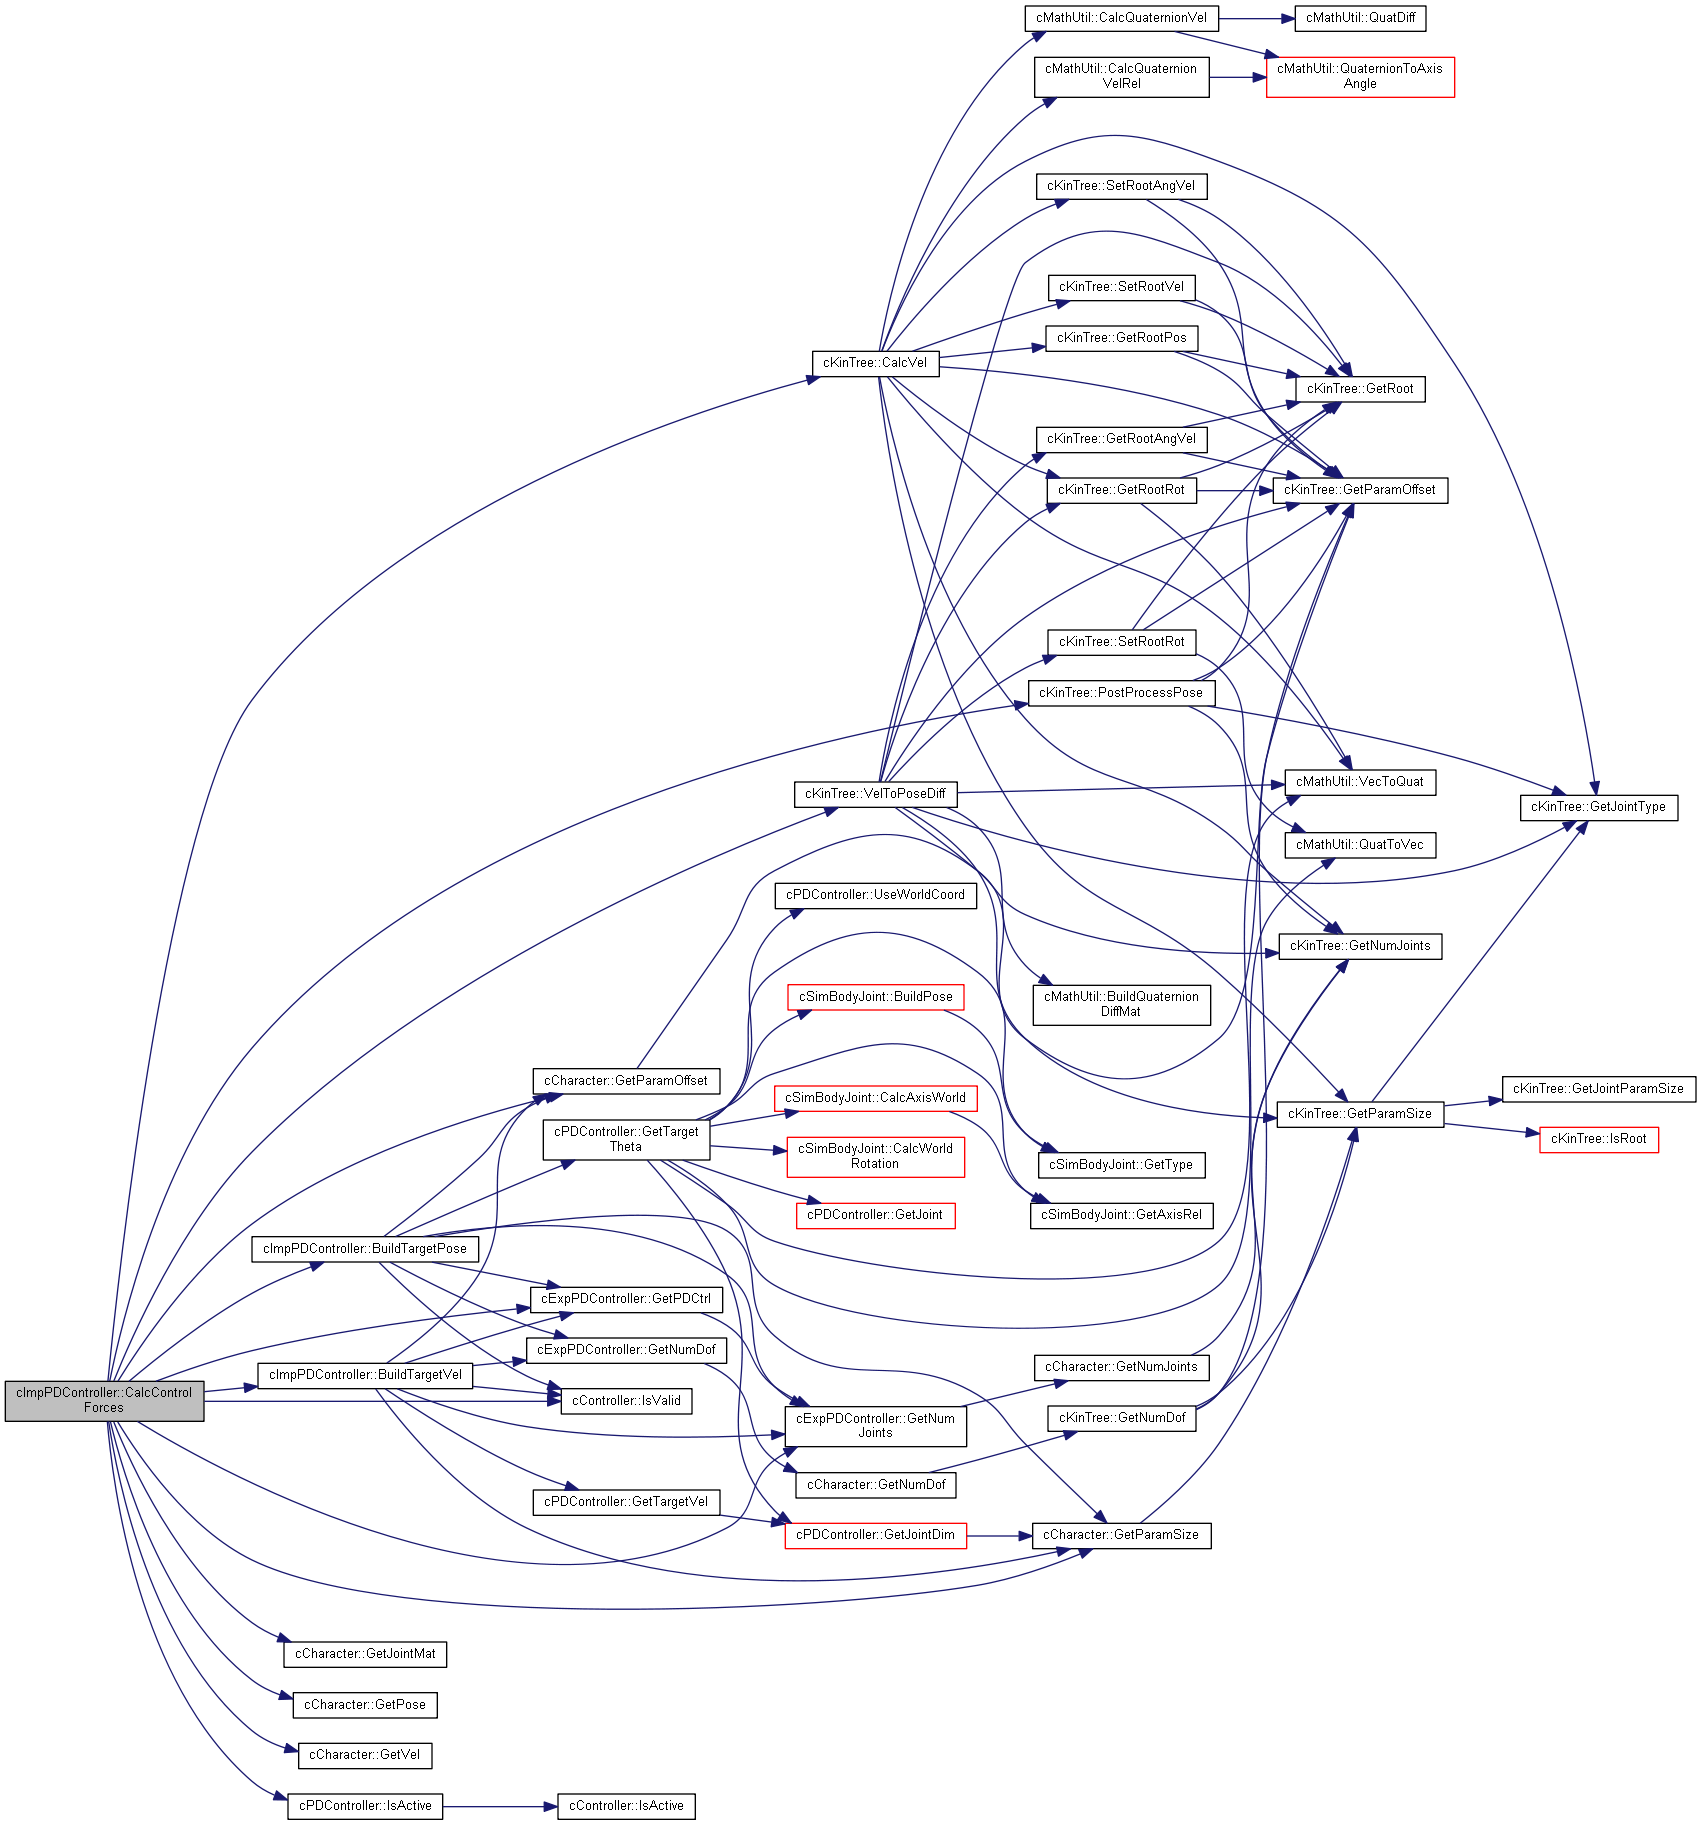 cMathUtil::CalcQuaternionVel
cMathUtil::QuatDiff
cMathUtil::CalcQuaternion
VelRel
cMathUtil::QuaternionToAxis
Angle
cKinTree::SetRootAngVel
cKinTree::SetRootVel
cKinTree::GetRootPos
cKinTree::CalcVel
cKinTree::GetRoot
cKinTree::GetRootAngVel
cKinTree::GetRootRot
cKinTree::GetParamOffset
cKinTree::SetRootRot
cKinTree::PostProcessPose
cMathUtil::VecToQuat
cKinTree::VelToPoseDiff
cKinTree::GetJointType
cMathUtil::QuatToVec
cPDController::UseWorldCoord
cKinTree::GetNumJoints
cSimBodyJoint::BuildPose
cMathUtil::BuildQuaternion
DiffMat
cCharacter::GetParamOffset
cKinTree::GetJointParamSize
cSimBodyJoint::CalcAxisWorld
cKinTree::GetParamSize
cPDController::GetTarget
Theta
cKinTree::IsRoot
cSimBodyJoint::CalcWorld
Rotation
cSimBodyJoint::GetType
cPDController::GetJoint
cSimBodyJoint::GetAxisRel
cImpPDController::BuildTargetPose
cExpPDController::GetPDCtrl
cExpPDController::GetNumDof
cCharacter::GetNumJoints
cImpPDController::BuildTargetVel
cImpPDController::CalcControl
Forces
cController::IsValid
cExpPDController::GetNum
Joints
cKinTree::GetNumDof
cCharacter::GetNumDof
cPDController::GetTargetVel
cPDController::GetJointDim
cCharacter::GetParamSize
cCharacter::GetJointMat
cCharacter::GetPose
cCharacter::GetVel
cPDController::IsActive
cController::IsActive